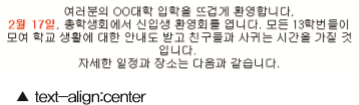 여러분의 OO대학 입학을 뜨겁게 환영합니다.
2월 17일, 총학생회에서 신입생 환영회를 엽니다. 모든 13학번들이
모여 학교 생활에 대한 안내도 받고 친구들과 사귀는 시간을 가질 것
입니다.
자세한 일정과 장소는 다음과 같습니다.
▲ text-align:center